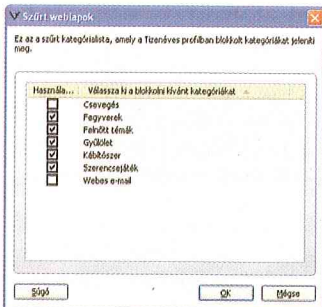 Szűrt weblapok
Ez az a szűrt kategórialista, amely a Tizenéves profilban blokkolt kategóriákat jeleníti
meg.
Használa... Válassza ki a blokkolni kívánt kategóriákat
Csevegés
Fegyverek
Felnőtt témák
Gyűlölet
Kábítószer
Szerencsejáték
Webes e-mail
Súgó OK Mégse